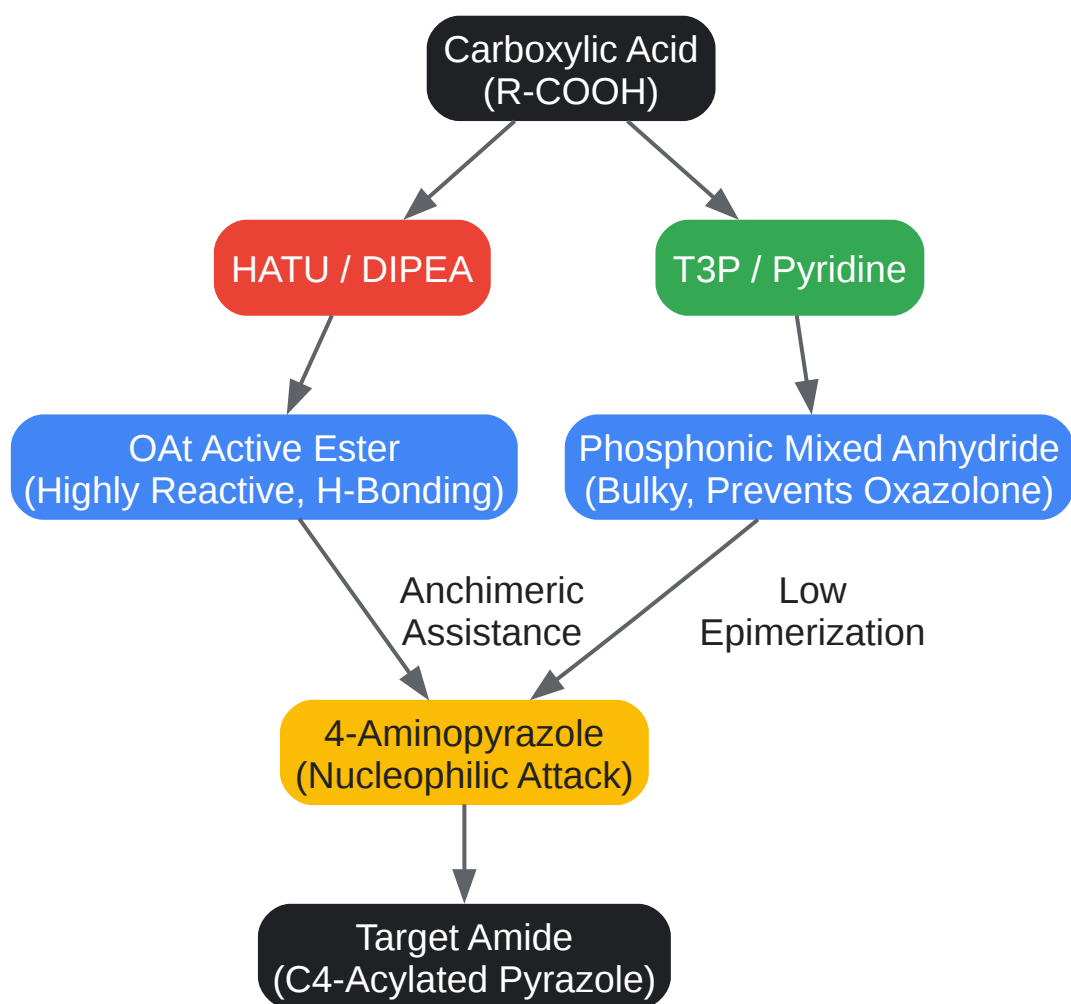 Carboxylic Acid
(R-COOH)
HATU / DIPEA
T3P / Pyridine
OAt Active Ester
(Highly Reactive, H-Bonding)
Phosphonic Mixed Anhydride
(Bulky, Prevents Oxazolone)
Anchimeric
Assistance
Low
Epimerization
4-Aminopyrazole
(Nucleophilic Attack)
Target Amide
(C4-Acylated Pyrazole)